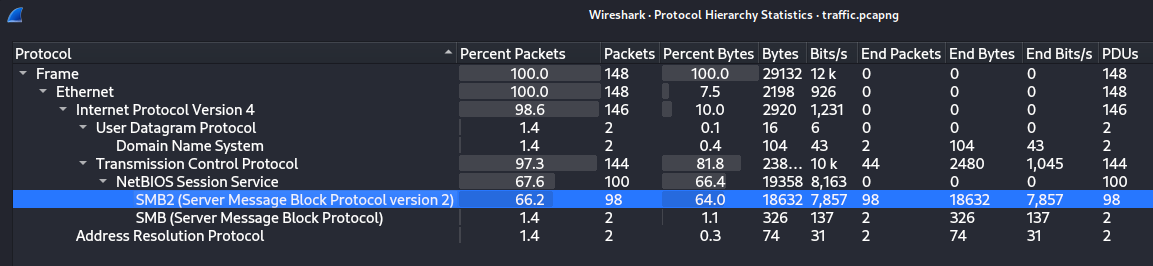 Wireshark · Protocol Hierarchy Statistics · traffic.pcapng
Protocol Percent Packets Packets Percent Bytes Bytes Bits/s End Packets End Bytes End Bits/s PDUs
Frame 100.0 148 100.0 29132 12 k 0 0 0 148
Ethernet 100.0 148 7.5 2198 926 0 0 0 148
Internet Protocol Version 4 98.6 146 10.0 2920 1,231 0 0 0 146
User Datagram Protocol 1.4 2 0.1 16 6 0 0 0 2
Domain Name System 1.4 2 0.4 104 43 2 104 43 2
Transmission Control Protocol 97.3 144 81.8 238... 10 k 44 2480 1,045 144
NetBIOS Session Service 67.6 100 66.4 19358 8,163 0 0 0 100
SMB2 (Server Message Block Protocol version 2) 66.2 98 64.0 18632 7,857 98 18632 7,857 98
SMB (Server Message Block Protocol) 1.4 2 1.1 326 137 2 326 137 2
Address Resolution Protocol 1.4 2 0.3 74 31 2 74 31 2